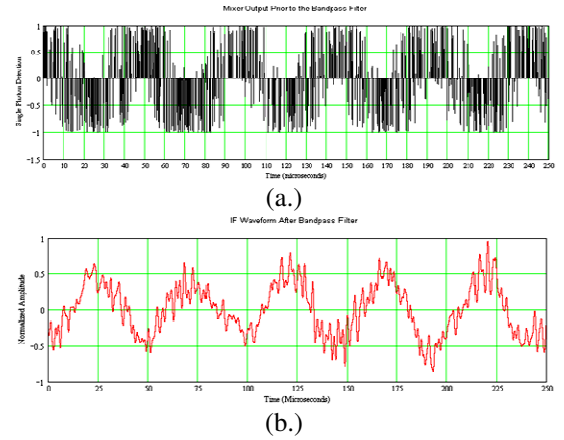 Mixer Output Prior to the Bandpass Filter
1
0.5
0
−0.5
−1
−1.5
Single Photon Detection
0 10 20 30 40 50 60 70 80 90 100 110 120 130 140 150 160 170 180 190 200 210 220 230 240 250
Time (microseconds)
(a.)
IF Waveform After Bandpass Filter
1
0.5
0
−0.5
−1
Normalized Amplitude
0 25 50 75 100 125 150 175 200 225 250
Time (Microseconds)
(b.)